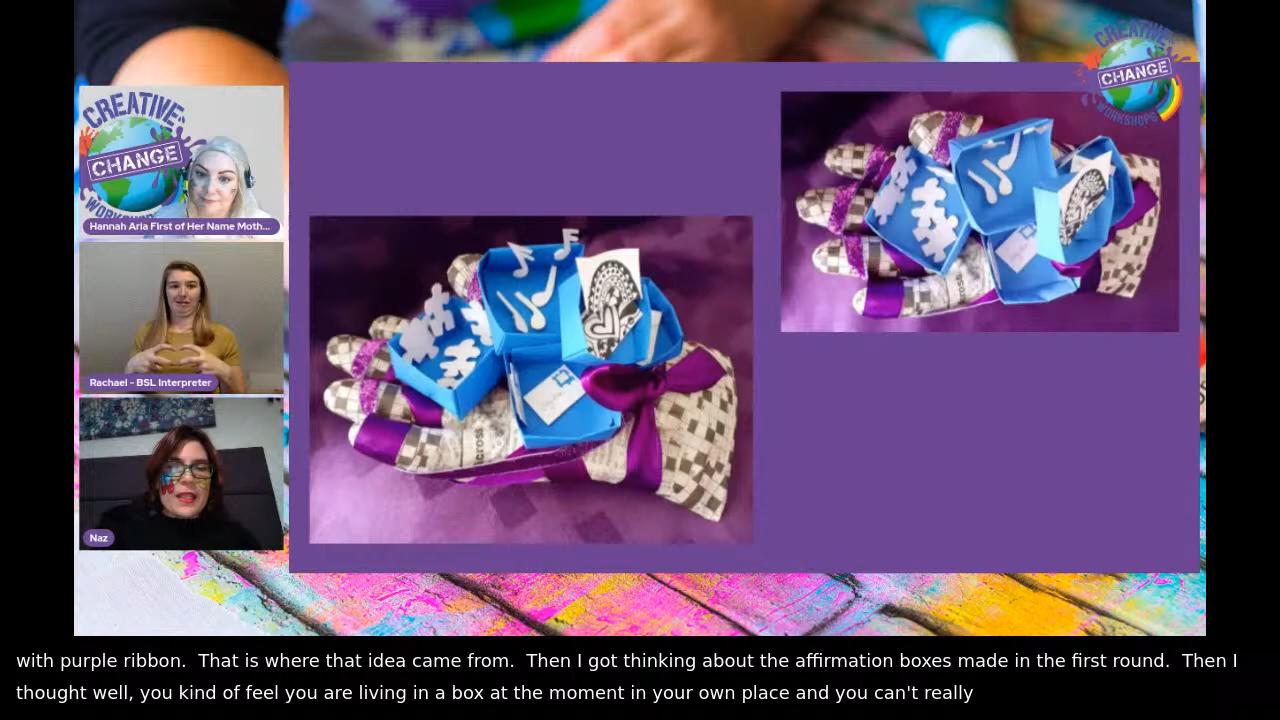 CREATIVE
CHANGE
WORKSHOPS
CREATIVE
CHANGE
Hannah Aria First of Her Name Moth...
Rachael - BSL Interpreter
Naz
with purple ribbon.  That is where that idea came from.  Then I got thinking about the affirmation boxes made in the first round.  Then I
thought well, you kind of feel you are living in a box at the moment in your own place and you can't really